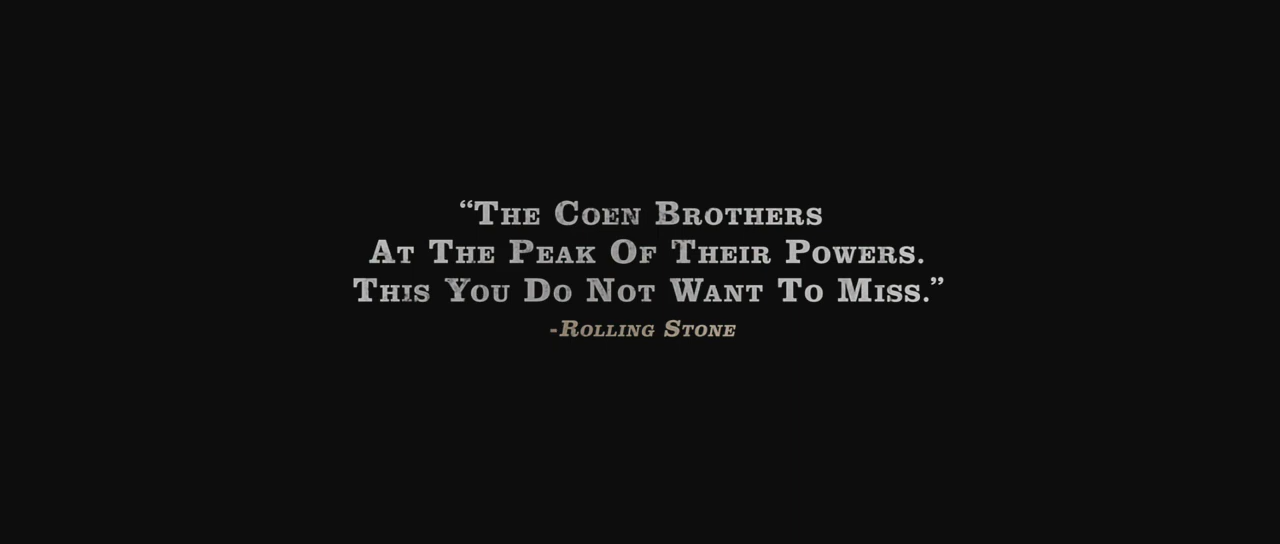 “The Coen Brothers
At The Peak Of Their Powers.
This You Do Not Want To Miss.”
-Rolling Stone